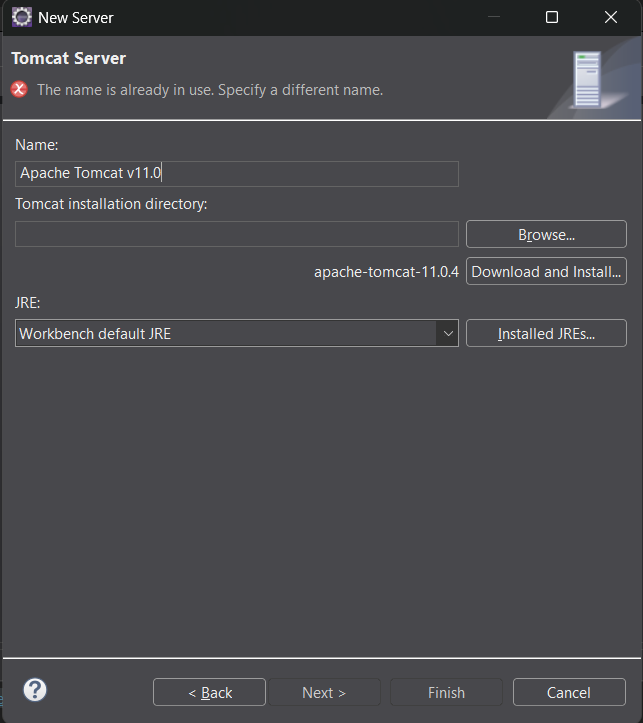 New Server
Tomcat Server
The name is already in use. Specify a different name.
Name:
Apache Tomcat v11.0
Tomcat installation directory:
Browse...
apache-tomcat-11.0.4 Download and Install...
JRE:
Workbench default JRE
Installed JREs...
?
< Back Next > Finish Cancel